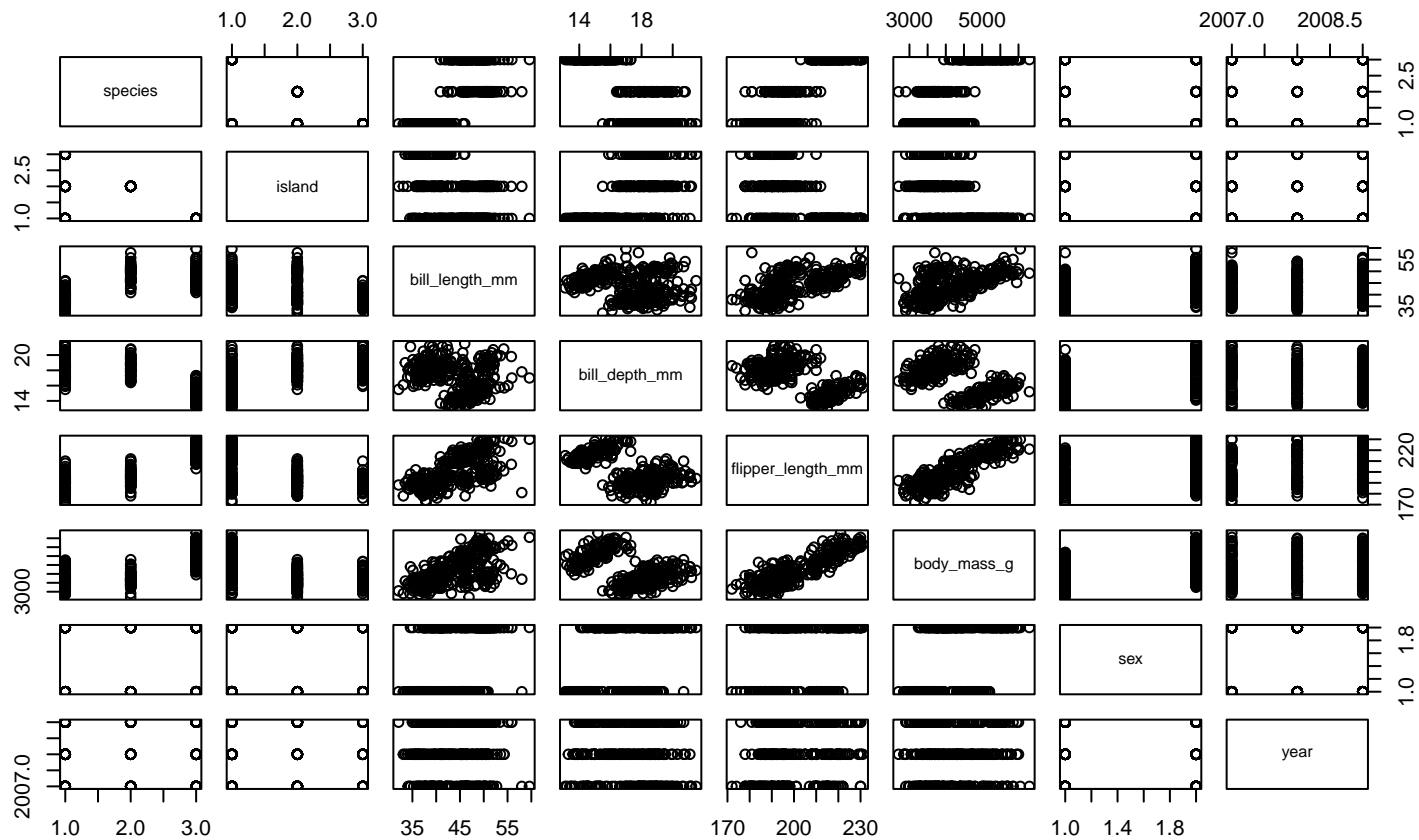 1.0 2.0 3.0 14 18 3000 5000 2007.0 2008.5
species 1.0 2.5
1.0 2.5 island
bill_length_mm 35 55
14 20 bill_depth_mm
flipper_length_mm 170 220
3000 body_mass_g
sex 1.0 1.8
2007.0 year
1.0 2.0 3.0 35 45 55 170 200 230 1.0 1.4 1.8